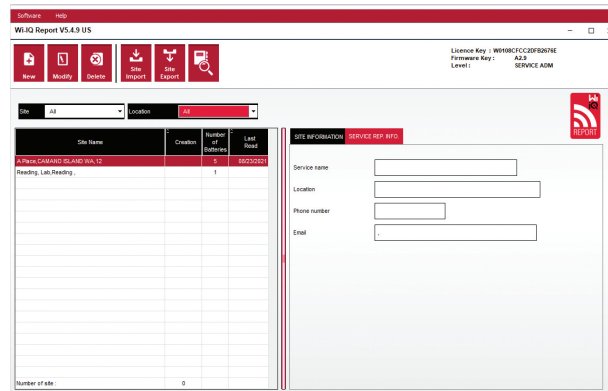 Software Help
Wi-IQ Report V5.4.9 US
Licence Key : W0108CFCC2DFB2676E
Firmware Key : A2.9
Level : SERVICE ADM
New Modify Delete Site Import Site Export
Site All Location All
REPORT
Site Name Creation Number of Batteries Last Read
SITE INFORMATION SERVICE REP. INFO.
A Place,CAMANO ISLAND WA,12 5 08/23/2021
Reading, Lab,Reading , 1
Service name
Location
Phone number
Email ,
Number of site : 0